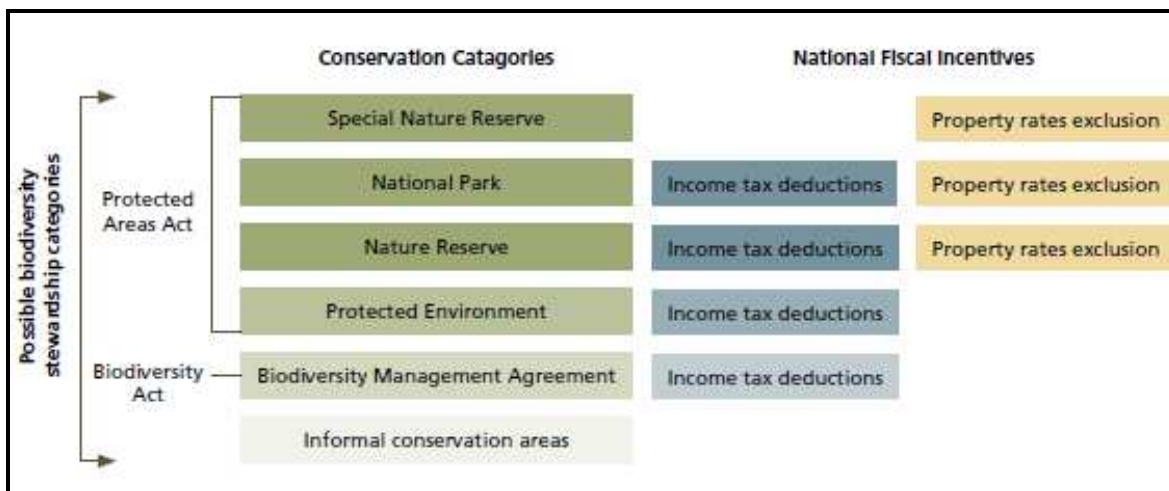 Conservation Catagories
National Fiscal Incentives
Possible biodiversity
stewardship categories
Protected
Areas Act
Biodiversity
Act
Special Nature Reserve
Property rates exclusion
National Park
Income tax deductions
Property rates exclusion
Nature Reserve
Income tax deductions
Property rates exclusion
Protected Environment
Income tax deductions
Biodiversity Management Agreement
Income tax deductions
Informal conservation areas